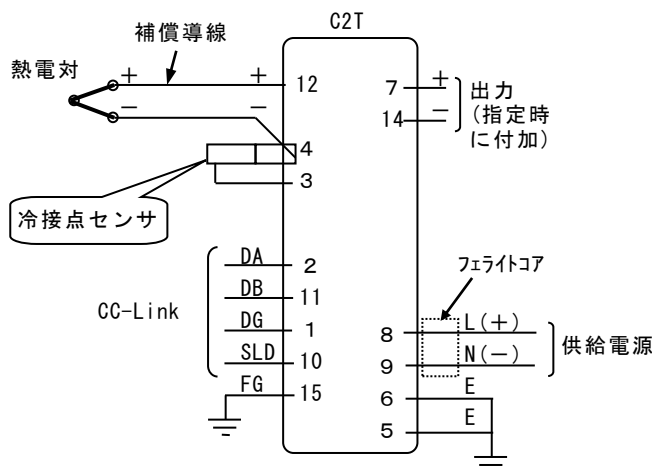 C2T
補償導線
熱電対
+
+
12
−
−
4
3
冷接点センサ
7
+
14
−
出力
(指定時
に付加)
CC-Link
DA
2
DB
11
DG
1
SLD
10
FG
15
フェライトコア
8
L(+)
9
N(−)
供給電源
6
E
5
E